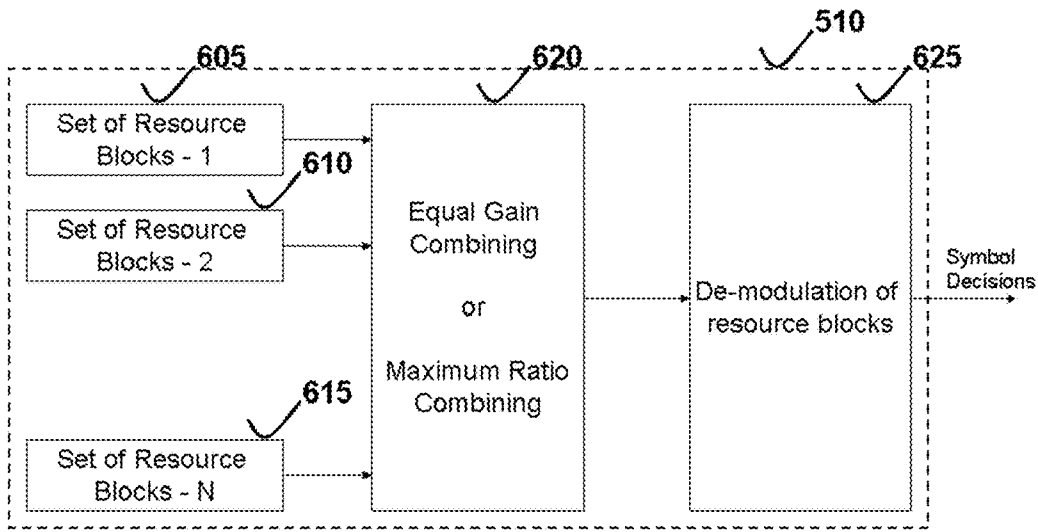 510
605
620
625
Set of Resource
Blocks - 1
610
Set of Resource
Blocks - 2
Equal Gain
Combining
or
Maximum Ratio
Combining
De-modulation of
resource blocks
Symbol
Decisions
615
Set of Resource
Blocks - N